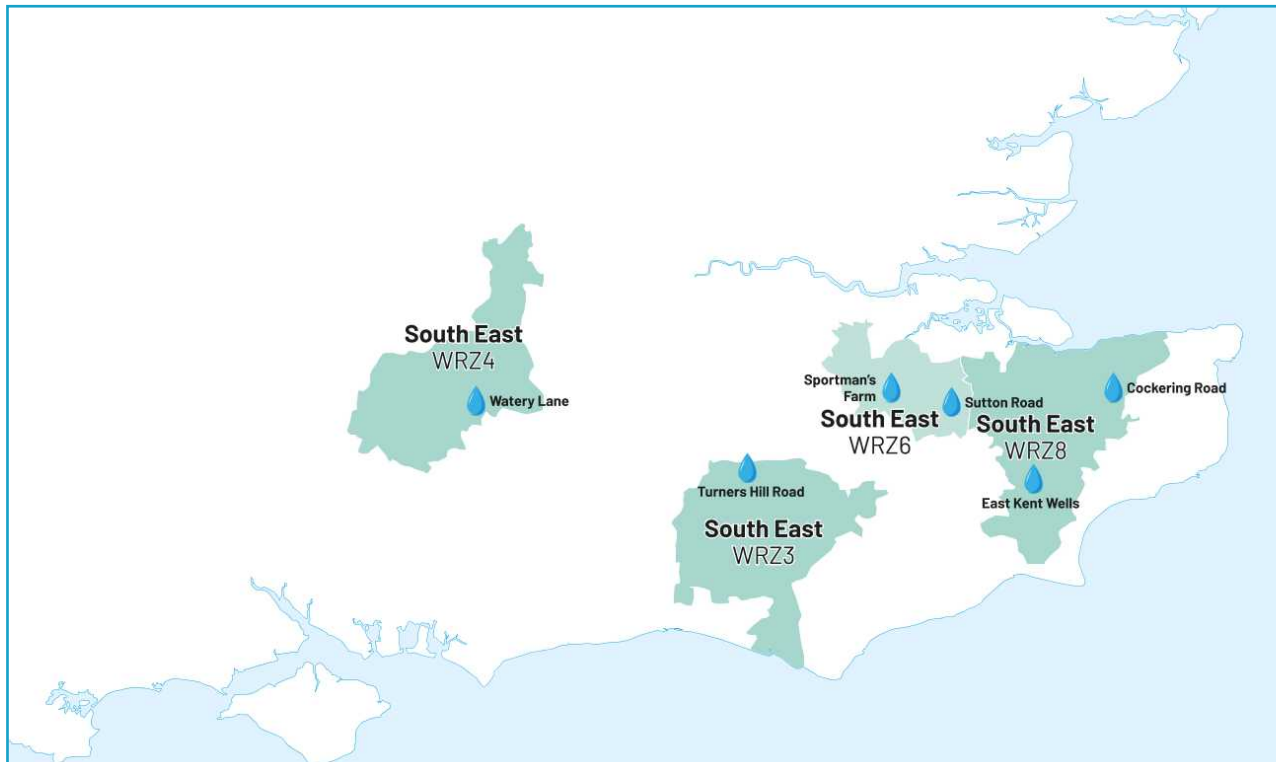 South East
WRZ4
Watery Lane
Sportman's
Farm
South East
WRZ6
Sutton Road
Cockering Road
South East
WRZ8
East Kent Wells
Turners Hill Road
South East
WRZ3